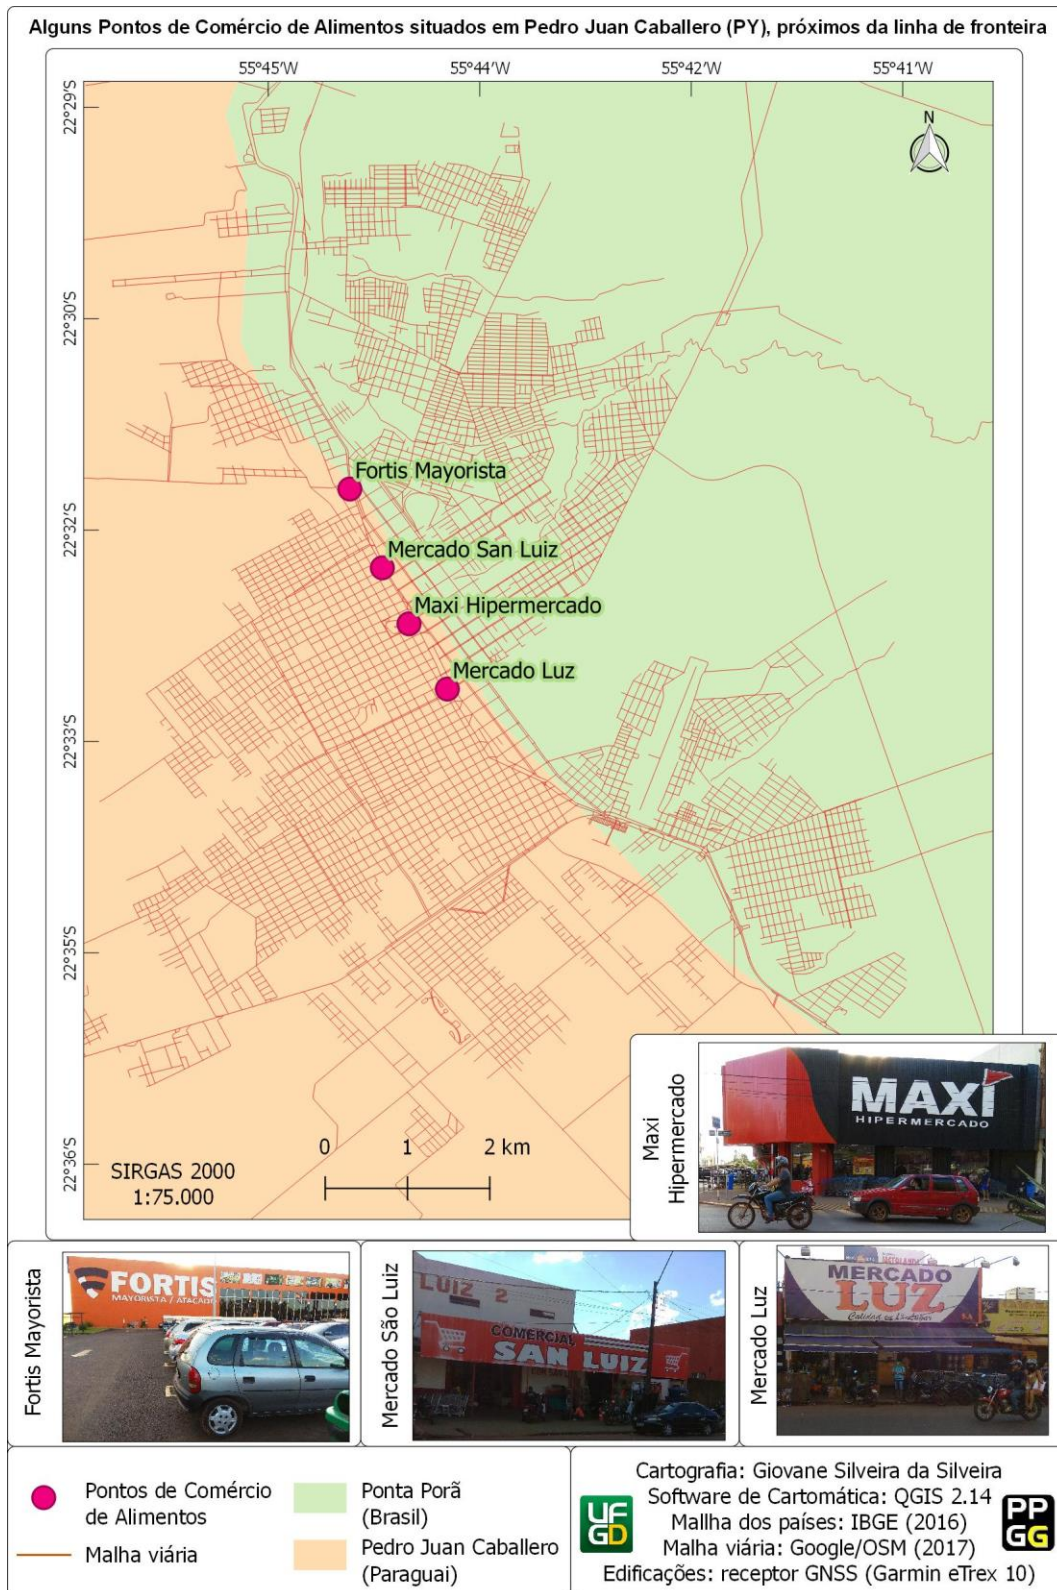 Alguns Pontos de Comércio de Alimentos situados em Pedro Juan Caballero (PY), próximos da linha de fronteira
55°45'W 55°44'W 55°42'W 55°41'W
22°29'S
N
22°30'S
Fortis Mayorista
22°32'S
Mercado San Luiz
Maxi Hipermercado
Mercado Luz
22°33'S
22°35'S
22°36'S
SIRGAS 2000
1:75.000
0 1 2 km
Maxi
Hipermercado
MAXI
HIPERMERCADO
Fortis Mayorista
FORTIS
MAYORISTA / ATACADO
Mercado São Luiz
LUIZ 2
COMERCIAL
SAN LUIZ
Mercado Luz
MERCADO
LUZ
Pontos de Comércio
de Alimentos
Malha viária
Ponta Porã
(Brasil)
Pedro Juan Caballero
(Paraguai)
Cartografia: Giovane Silveira da Silveira
Software de Cartomática: QGIS 2.14
Mallha dos países: IBGE (2016)
Malha viária: Google/OSM (2017)
Edificações: receptor GNSS (Garmin eTrex 10)
UF
GD
PP
GG